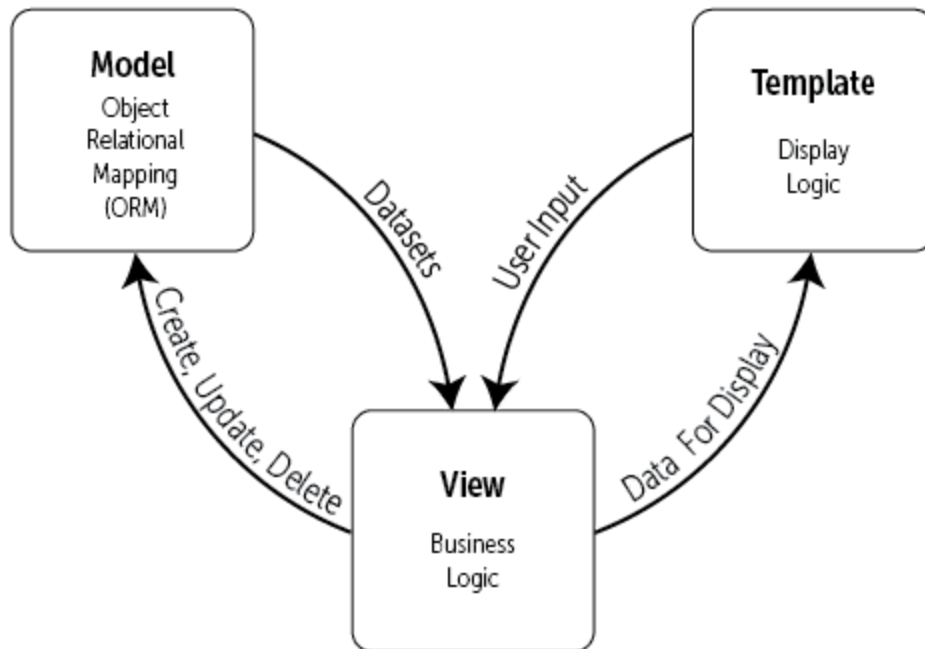 Model
Object
Relational
Mapping
(ORM)
Template
Display
Logic
Datasets
User Input
Create, Update, Delete
Data For Display
View
Business
Logic